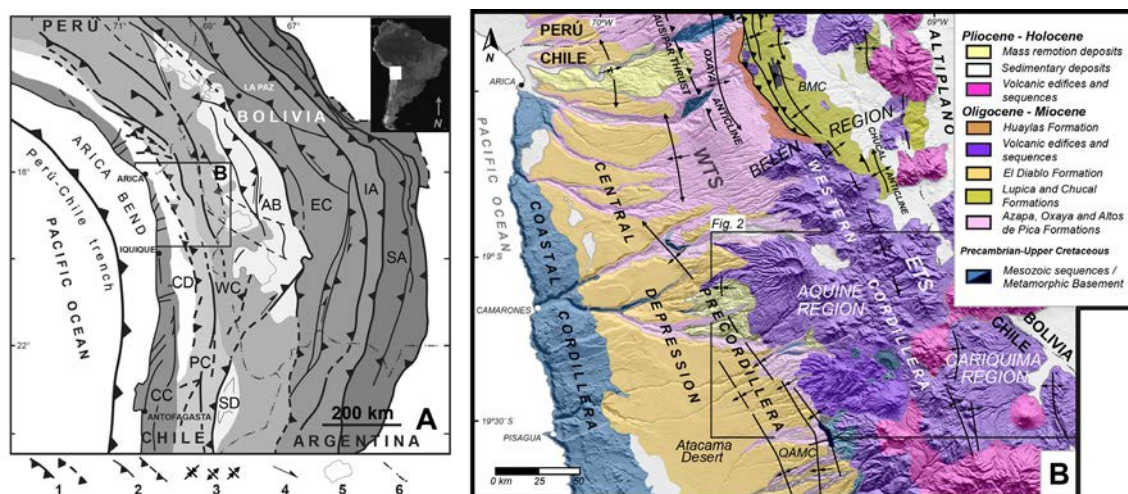 71°
69°
67°
PERÚ
LA PAZ
BOLIVIA
N
Perú-Chile trench
ARICA BEND
PACIFIC OCEAN
18°
ARICA
B
IQUIQUE
AB
EC
IA
SA
CD
WC
22°
PC
CC
SD
ANTOFAGASTA
CHILE
200 km
ARGENTINA
A
1 2 3 4 5 6
70°W
69°W
N
PERÚ
CHILE
ARICA
AUSIPAR THRUST
OXAYA
ANTICLINE
BMC
REGION
ALTIPLANO
CHUCAL ANTICLINE
PACIFIC OCEAN
WTS
BELEN
WESTERN
CORDILLERA
ETS
CENTRAL
DEPRESSION
COASTAL
CORDILLERA
19° S
Fig. 2
PRECORDILLERA
AQUINE
REGION
CAMARONES
BOLIVIA
CHILE
CARIQUIMA
REGION
19°30' S
PISAGUA
Atacama
Desert
QAMC
0 25 50
km
B
Pliocene - Holocene
Mass remotion deposits
Sedimentary deposits
Volcanic edifices and
sequences
Oligocene - Miocene
Huaylas Formation
Volcanic edifices and
sequences
El Diablo Formation
Lupica and Chucal
Formations
Azapa, Oxaya and Altos
de Pica Formations
Precambrian-Upper Cretaceous
Mesozoic sequences /
Metamorphic Basement